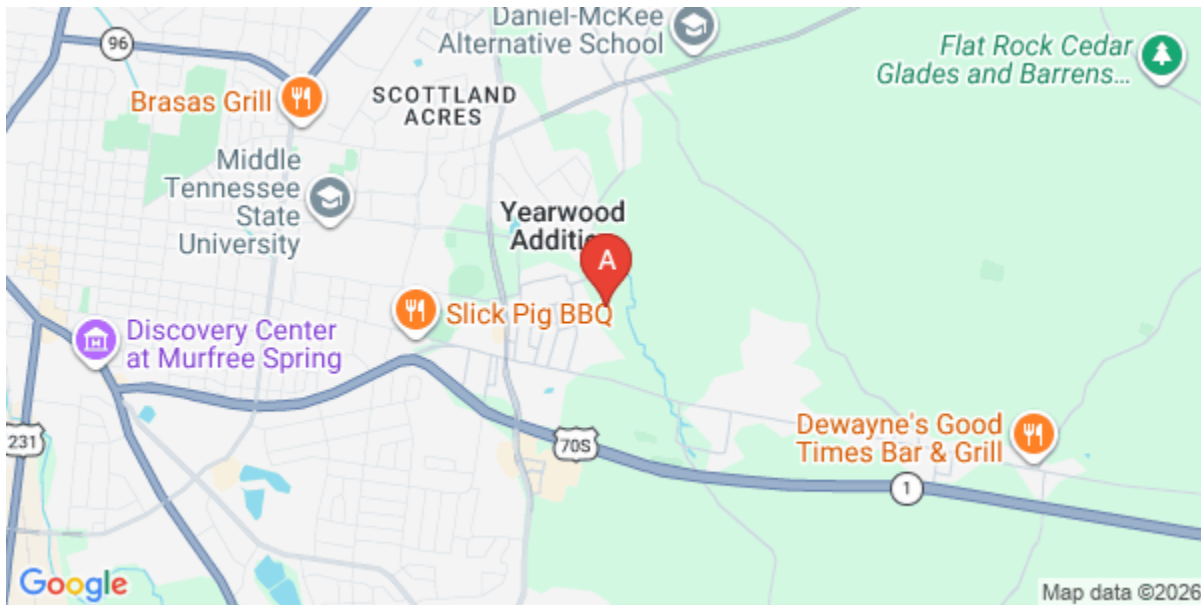 Daniel-McKee
Alternative School
96
Flat Rock Cedar
Glades and Barrens...
Brasas Grill
SCOTTLAND
ACRES
Middle
Tennessee
State
University
Yearwood
Additi
A
Slick Pig BBQ
Discovery Center
at Murfree Spring
231
70S
Dewayne's Good
Times Bar & Grill
1
Google
Map data ©2026